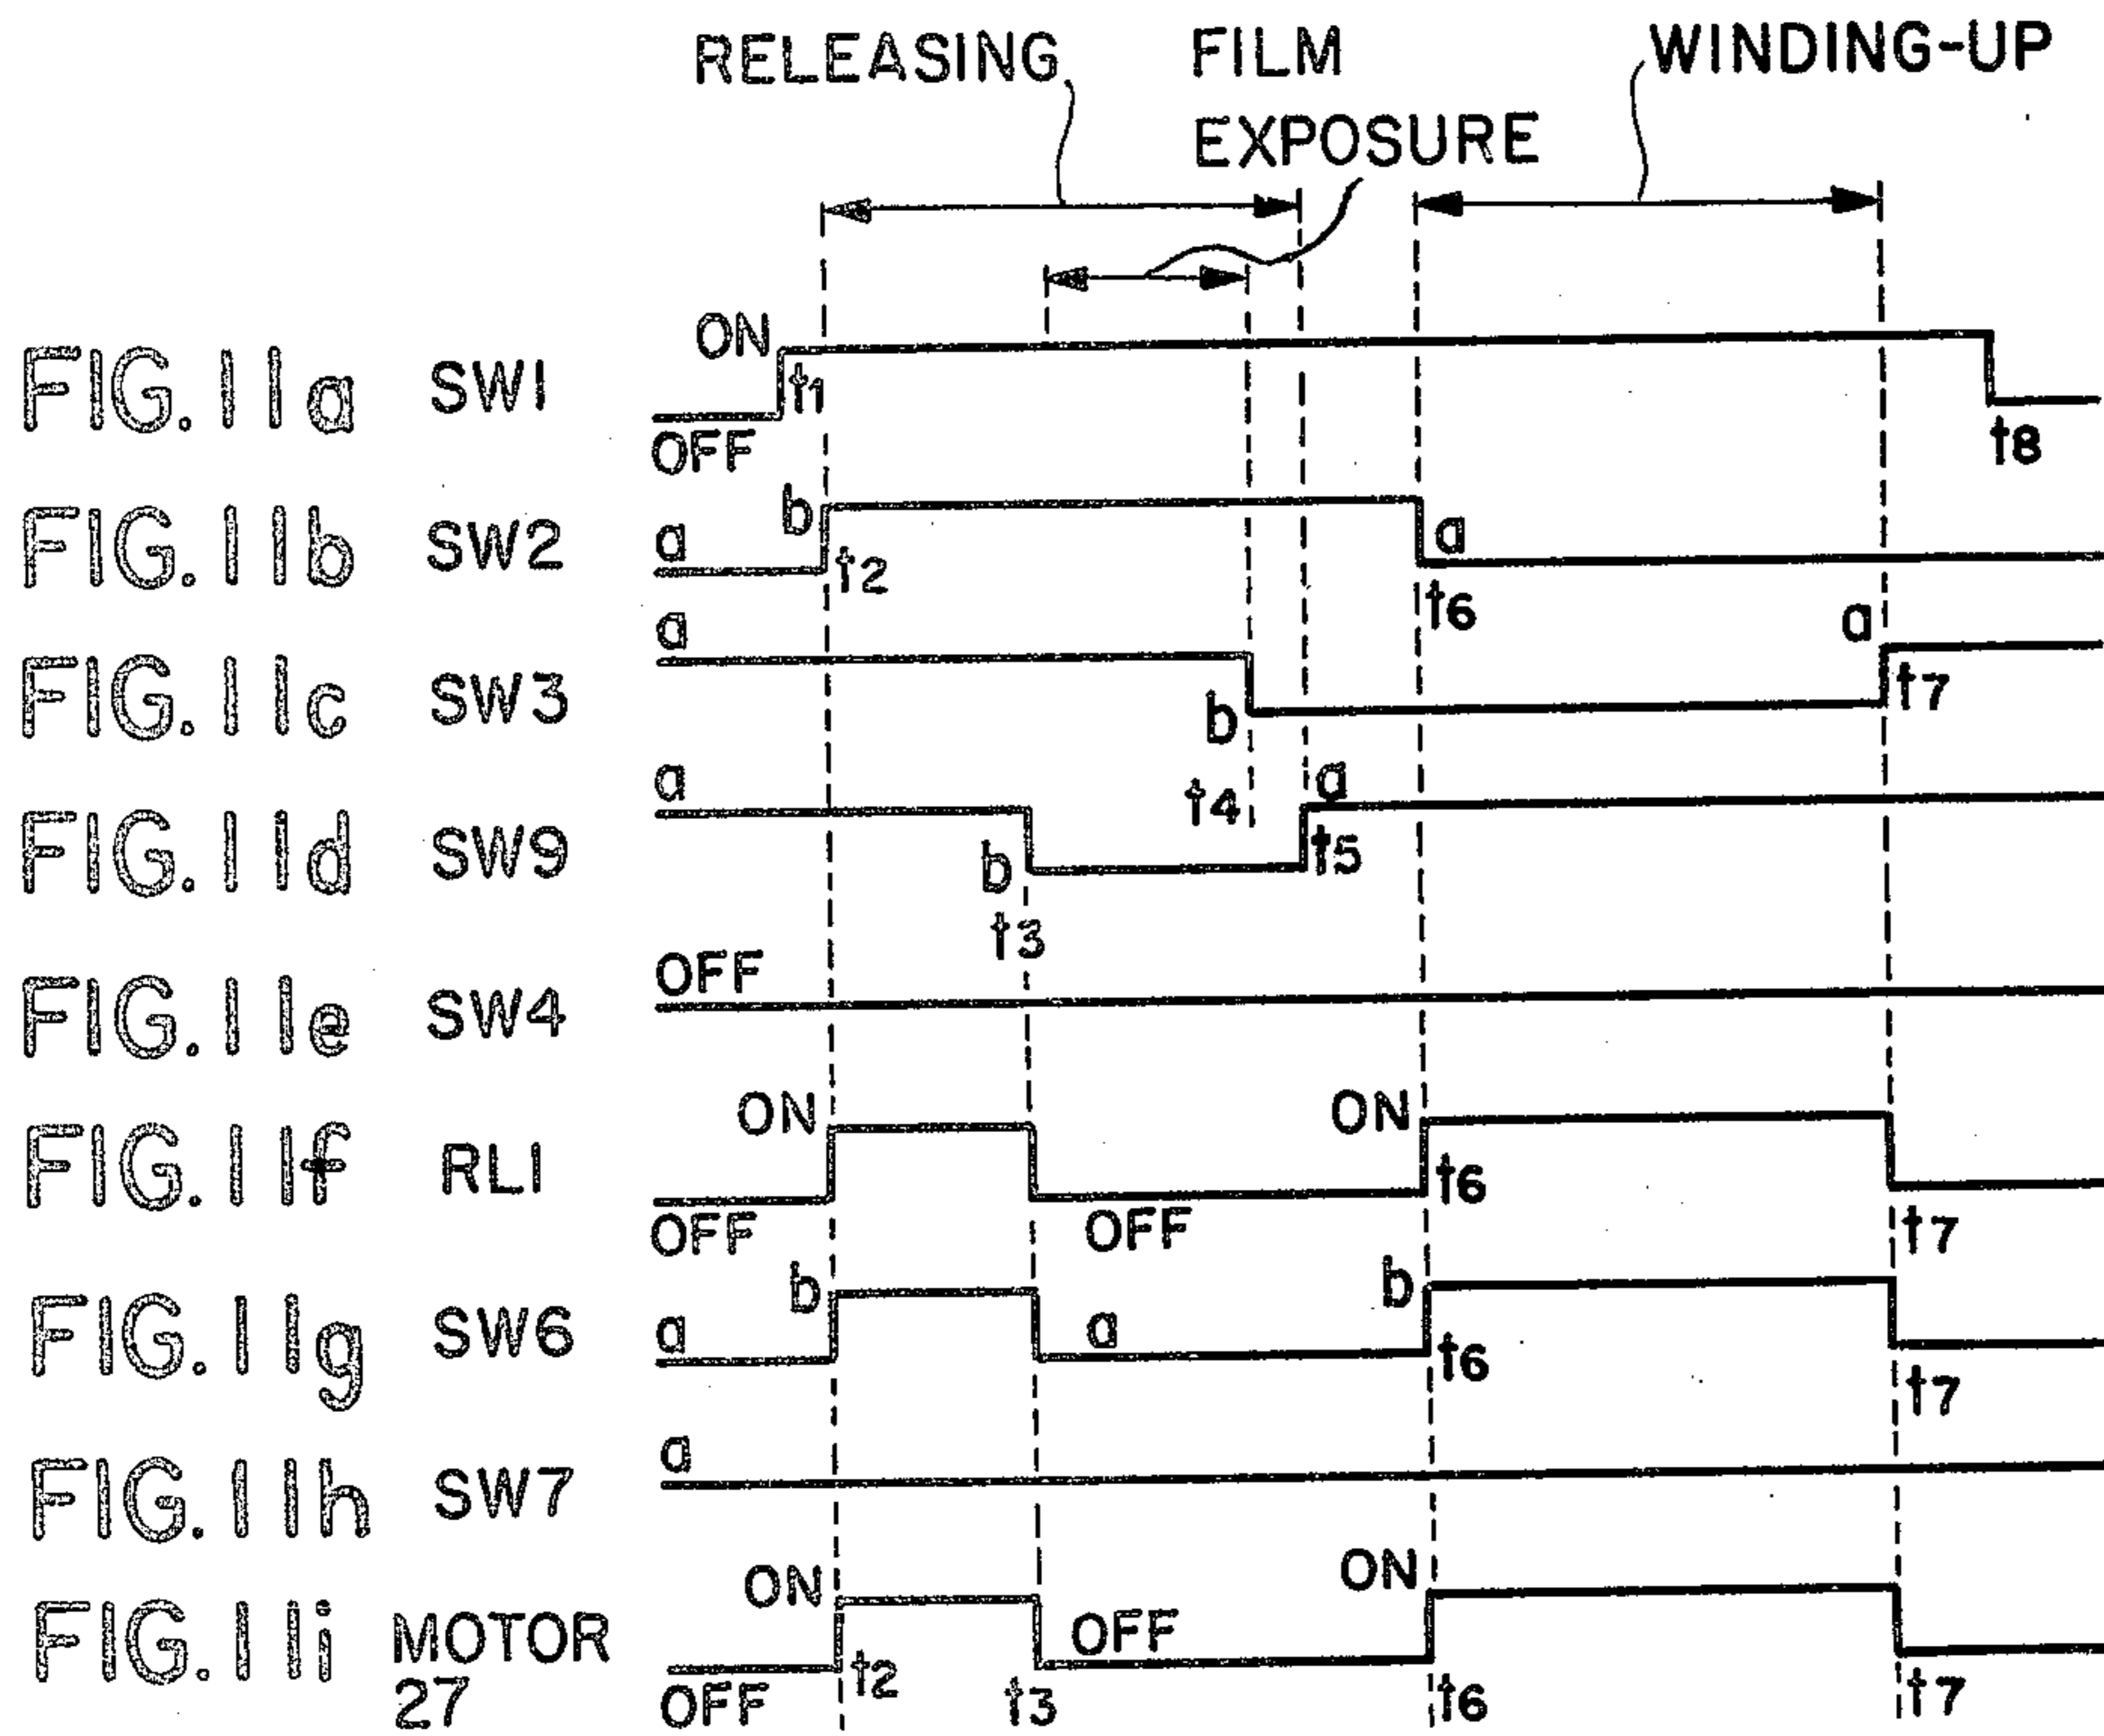 RELEASING FILM WINDING-UP
EXPOSURE
ON
FIG. 11a SW1 t1
OFF t8
b
FIG. 11b SW2 a a
t2 t6
a a
FIG. 11c SW3 t7
b
a t4 a
FIG. 11d SW9 b t5
t3
OFF
FIG. 11e SW4
ON ON
FIG. 11f RL1 t6
OFF OFF t7
b b
FIG. 11g SW6 a a t6
t7
a
FIG. 11h SW7
ON ON
FIG. 11i MOTOR OFF
27 OFF t2 t3 t6 t7